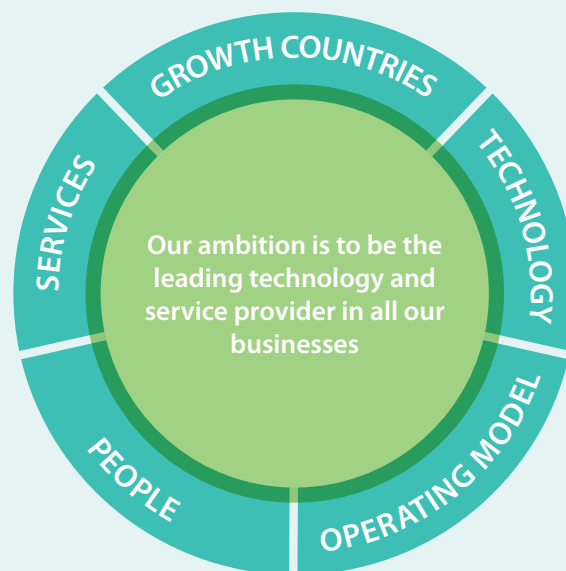 GROWTH COUNTRIES
TECHNOLOGY
OPERATING MODEL
PEOPLE
SERVICES
Our ambition is to be the
leading technology and
service provider in all our
businesses